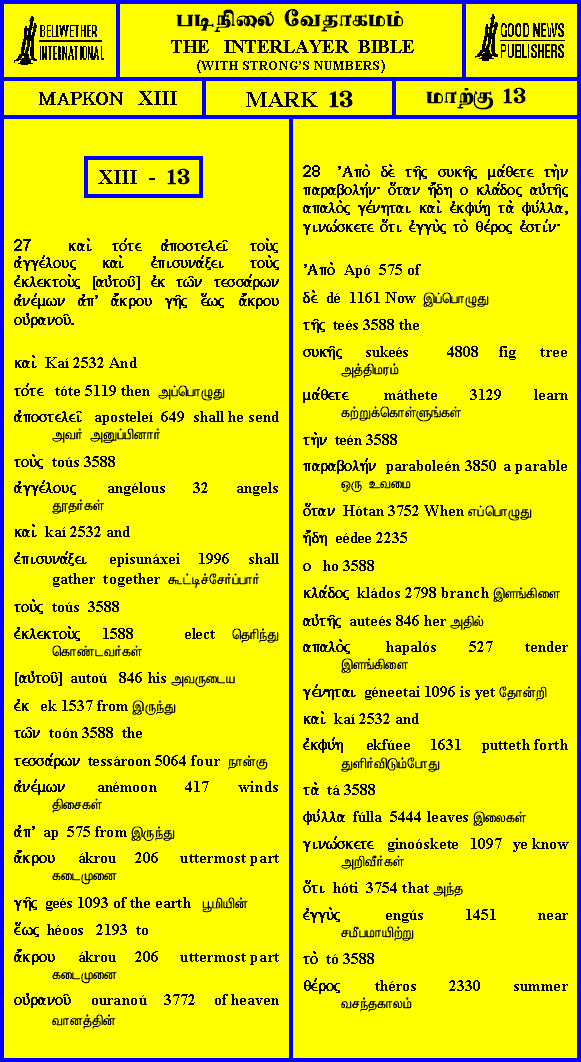 BELIWETHER
INTERNATIONAL
படிநிலை வேதாகமம்
THE INTERLAYER BIBLE
(WITH STRONG'S NUMBERS)
GOOD NEWS
PUBLISHERS
ΜΑΡΚΟΝ XIII
MARK 13
மாற்கு 13
XIII - 13
27 καὶ τότε ἀποστελεῖ τοὺς
ἀγγέλους καὶ ἐπισυνάξει τοὺς
ἐκλεκτοὺς [αὐτοῦ] ἐκ τῶν τεσσάρων
ἀνέμων ἀπ' ἄκρου γῆς ἕως ἄκρου
οὐρανοῦ.
καὶ Kaí 2532 And
τότε tóte 5119 then அப்பொழுது
ἀποστελεῖ aposteleí 649 shall he send
அவர் அனுப்பினார்
τοὺς toús 3588
ἀγγέλους angélous 32 angels
தூதர்கள்
καὶ kaí 2532 and
ἐπισυνάξει episunáxei 1996 shall
gather together கூட்டிச்சேர்ப்பார்
τοὺς toús 3588
ἐκλεκτοὺς 1588 elect தெரிந்து
கொண்டவர்கள்
[αὐτοῦ] autoú 846 his அவருடைய
ἐκ ek 1537 from இருந்து
τῶν toón 3588 the
τεσσάρων tessároon 5064 four நான்கு
ἀνέμων anémoon 417 winds
திசைகள்
ἀπ' ap 575 from இருந்து
ἄκρου ákrou 206 uttermost part
கடைமுனை
γῆς geés 1093 of the earth பூமியின்
ἕως héoos 2193 to
ἄκρου ákrou 206 uttermost part
கடைமுனை
οὐρανοῦ ouranoú 3772 of heaven
வானத்தின்
28 'Απὸ δὲ τῆς συκῆς μάθετε τὴν
παραβολήν· ὅταν ἤδη ο κλάδος αὐτῆς
απαλὸς γένηται καὶ ἐκφύῃ τὰ φύλλα,
γινώσκετε ὅτι ἐγγὺς τὸ θέρος ἐστίν·
'Απὸ Apó 575 of
δὲ dé 1161 Now இப்பொழுது
τῆς teés 3588 the
συκῆς sukeés 4808 fig tree
அத்திமரம்
μάθετε máthete 3129 learn
கற்றுக்கொள்ளுங்கள்
τὴν teén 3588
παραβολήν paraboleén 3850 a parable
ஒரு உவமை
ὅταν Hótan 3752 When எப்பொழுது
ἤδη eédee 2235
ο ho 3588
κλάδος kládos 2798 branch இளங்கிளை
αὐτῆς auteés 846 her அதில்
απαλὸς hapalós 527 tender
இளங்கிளை
γένηται géneetai 1096 is yet தோன்றி
καὶ kaí 2532 and
ἐκφύη ekfúee 1631 putteth forth
துளிர்விடும்போது
τὰ tá 3588
φύλλα fúlla 5444 leaves இலைகள்
γινώσκετε ginoóskete 1097 ye know
அறிவீர்கள்
ὅτι hóti 3754 that அந்த
ἐγγὺς engús 1451 near
சமீபமாயிற்று
τὸ tó 3588
θέρος théros 2330 summer
வசந்தகாலம்